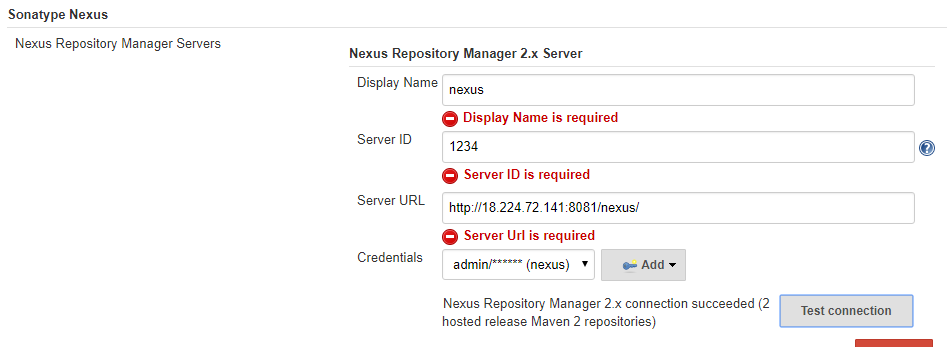 Sonatype Nexus
Nexus Repository Manager Servers
Nexus Repository Manager 2.x Server
Display Name
nexus
Display Name is required
Server ID
1234
?
Server ID is required
Server URL
http://18.224.72.141:8081/nexus/
Server Url is required
Credentials
admin/****** (nexus)
Add
Nexus Repository Manager 2.x connection succeeded (2
hosted release Maven 2 repositories)
Test connection